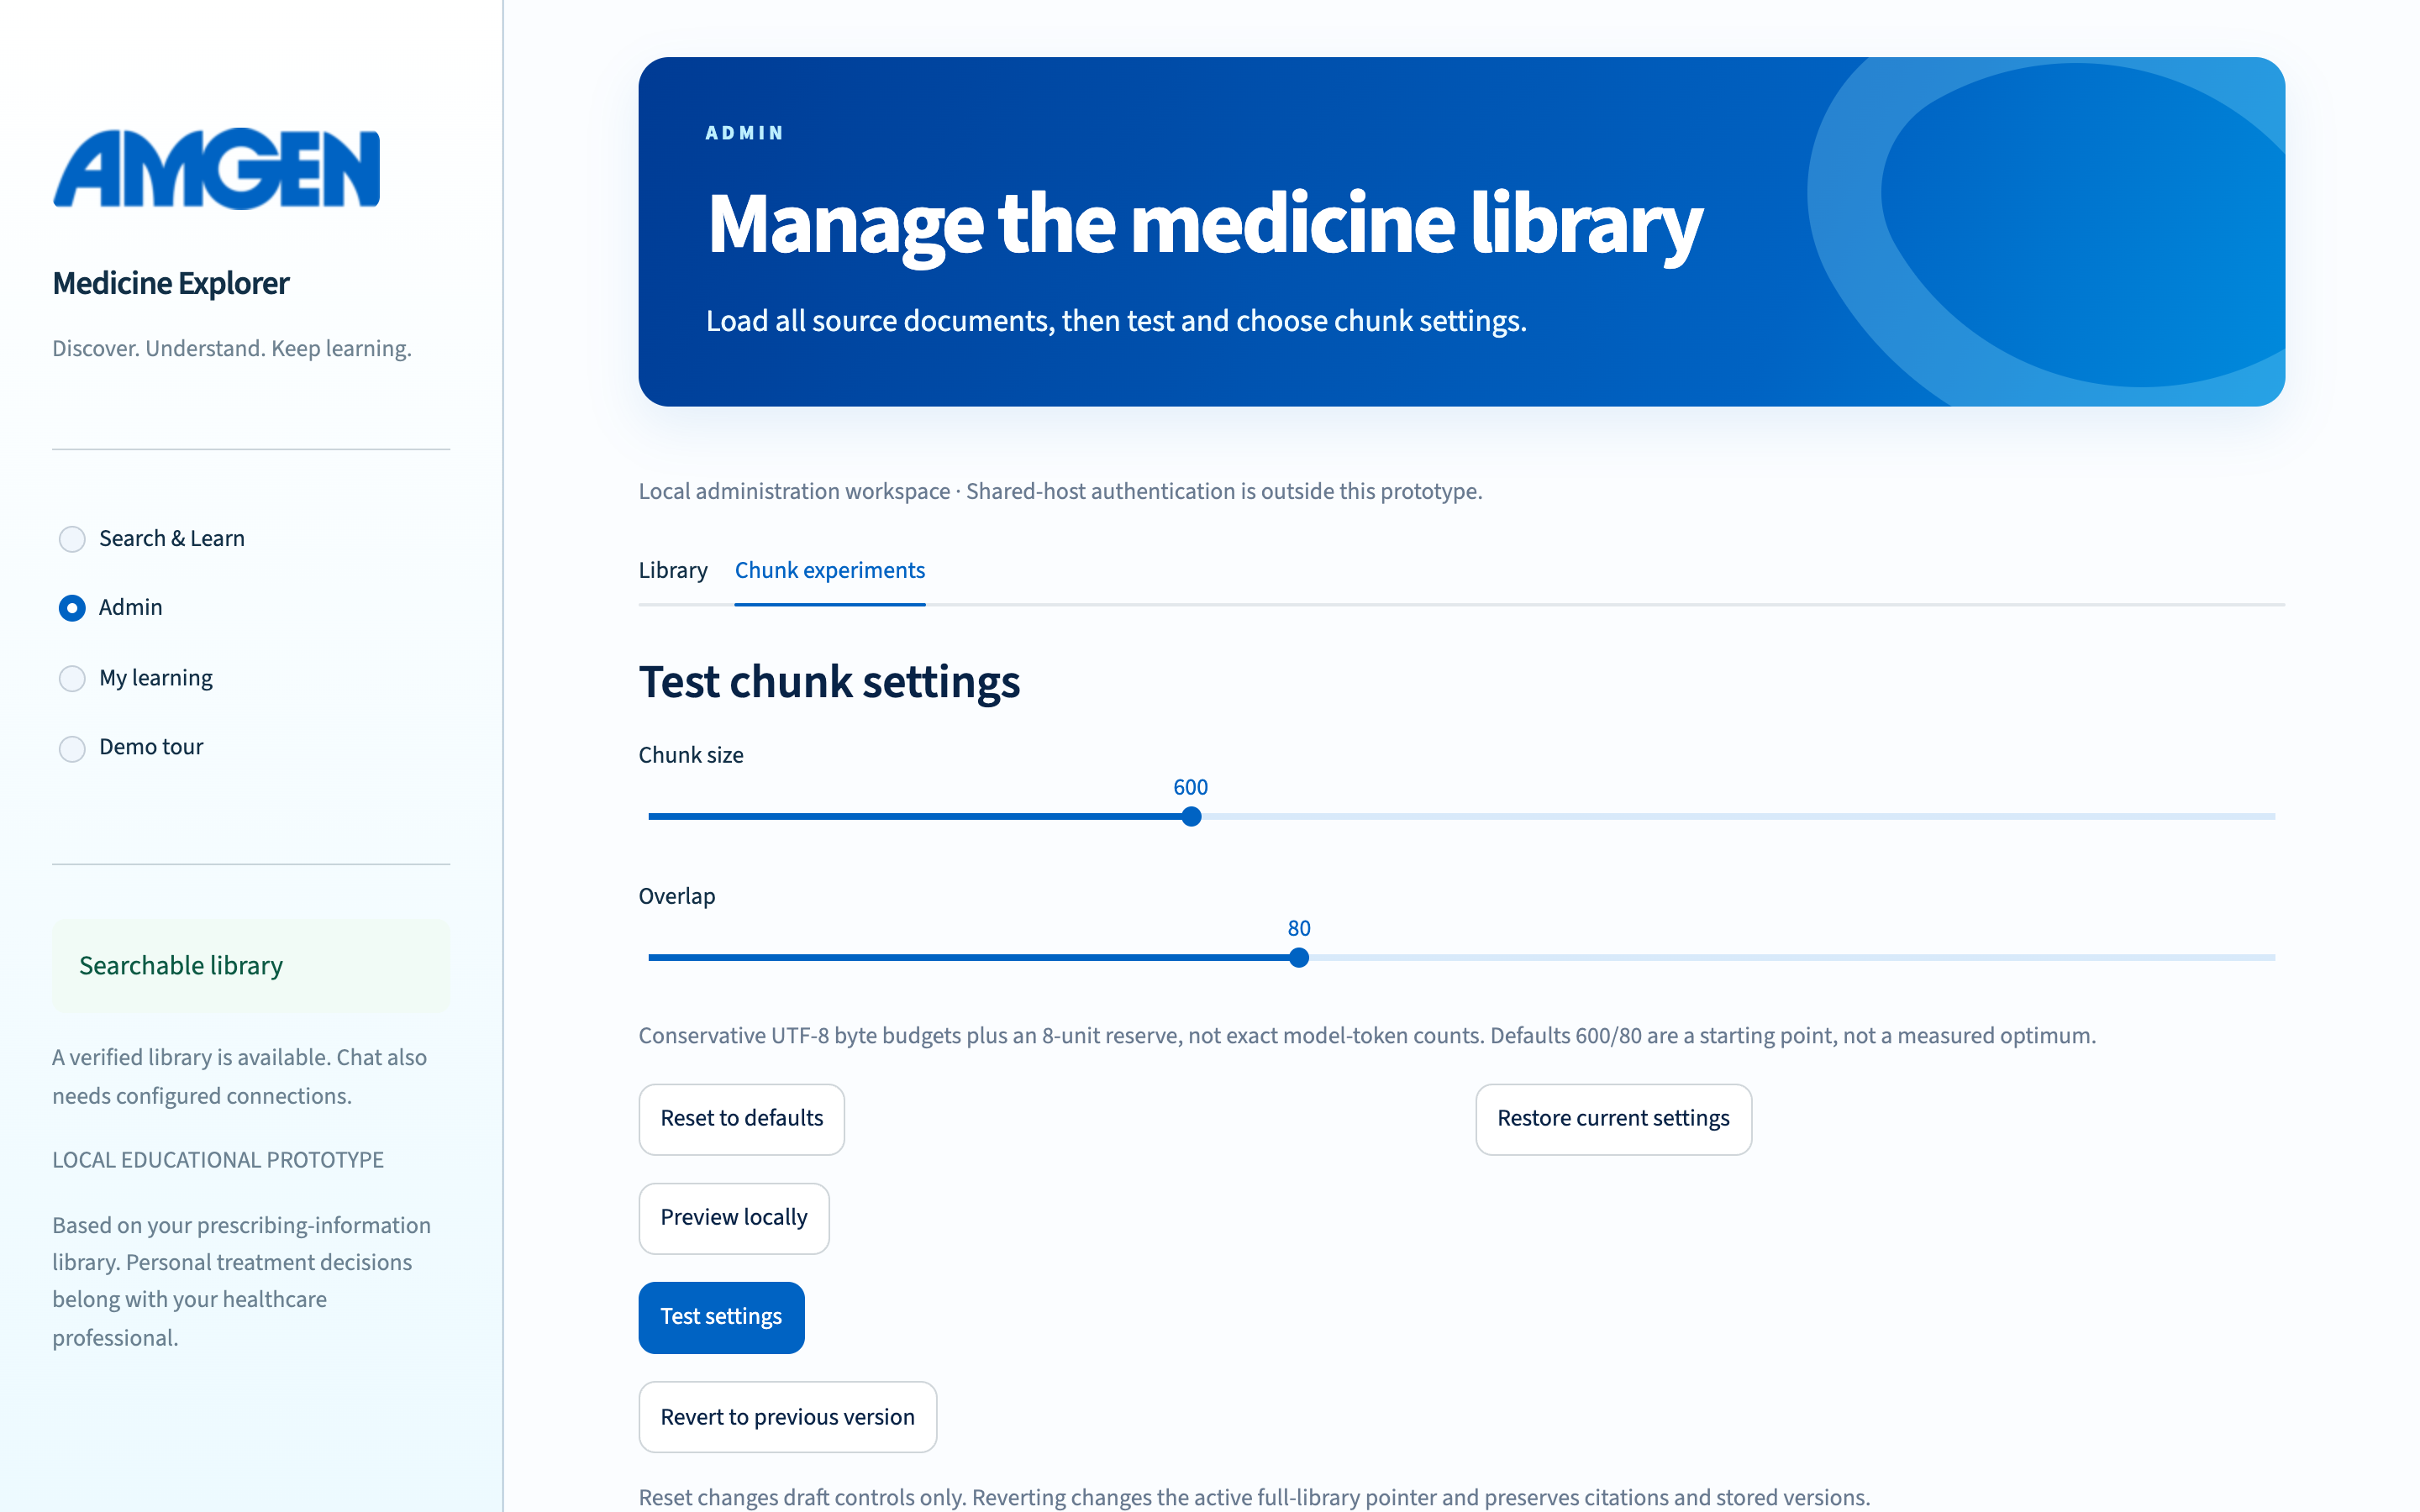 AMGEN
Medicine Explorer
Discover. Understand. Keep learning.
Search & Learn
Admin
My learning
Demo tour
Searchable library
A verified library is available. Chat also
needs configured connections.
LOCAL EDUCATIONAL PROTOTYPE
Based on your prescribing-information
library. Personal treatment decisions
belong with your healthcare
professional.
ADMIN
Manage the medicine library
Load all source documents, then test and choose chunk settings.
Local administration workspace · Shared-host authentication is outside this prototype.
Library Chunk experiments
Test chunk settings
Chunk size
600
Overlap
80
Conservative UTF-8 byte budgets plus an 8-unit reserve, not exact model-token counts. Defaults 600/80 are a starting point, not a measured optimum.
Reset to defaults Restore current settings
Preview locally
Test settings
Revert to previous version
Reset changes draft controls only. Reverting changes the active full-library pointer and preserves citations and stored versions.